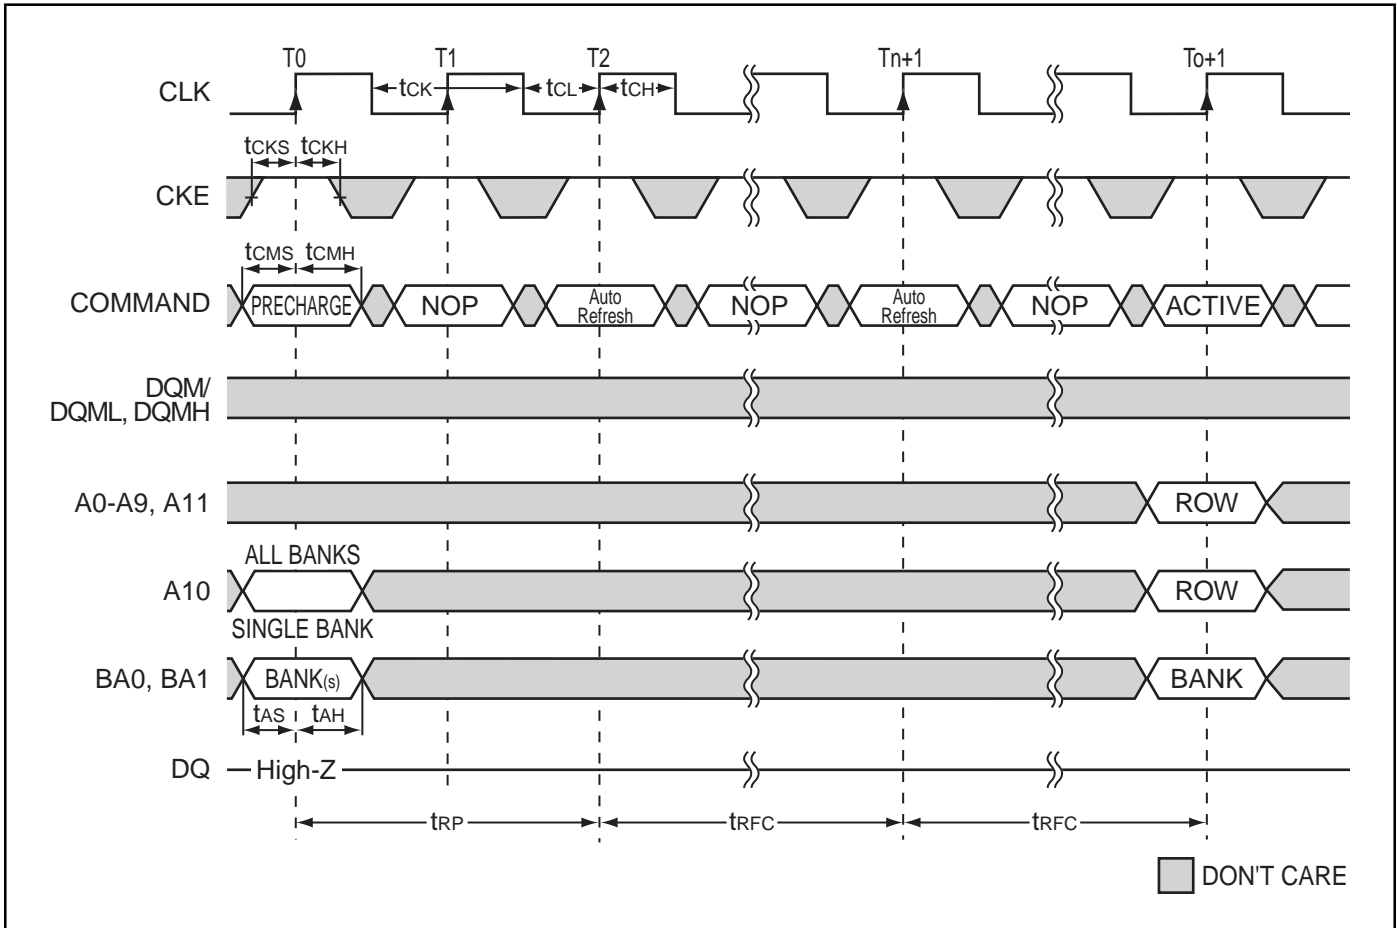 T0 T1 T2 Tn+1 To+1
CLK tCK tCL tCH
tCKS tCKH
CKE
tCMS tCMH
COMMAND PRECHARGE NOP Auto Refresh NOP Auto Refresh NOP ACTIVE
DQM/
DQML, DQMH
A0-A9, A11 ROW
ALL BANKS
A10 ROW
SINGLE BANK
BA0, BA1 BANK(s) BANK
tAS tAH
DQ High-Z
tRP tRFC tRFC
DON'T CARE